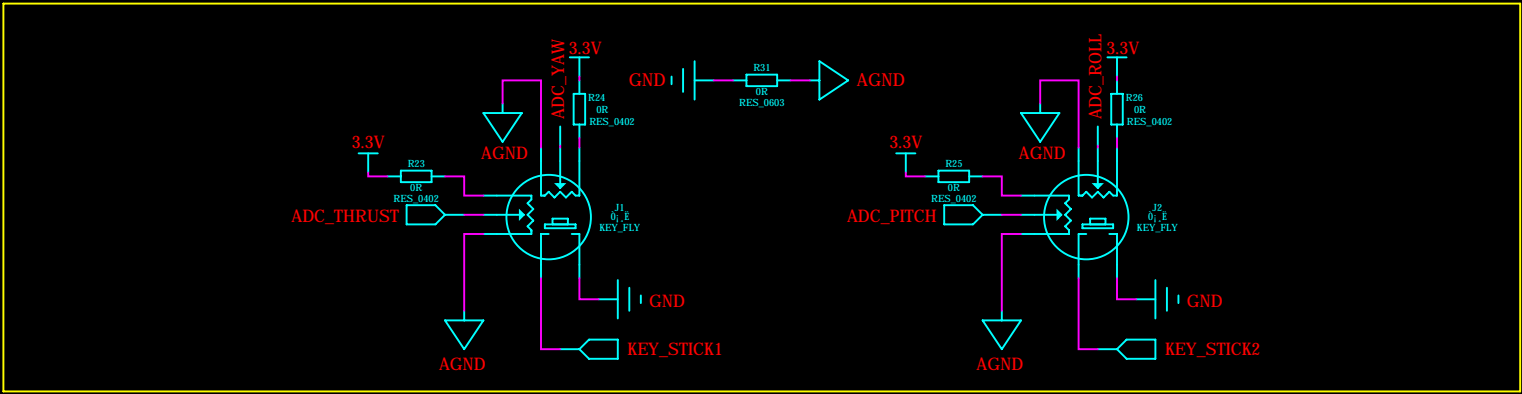 ADC_YAW
3.3V
R24
0R
RES_0402
AGND
GND
R31
0R
RES_0603
AGND
ADC_ROLL
3.3V
R26
0R
RES_0402
AGND
3.3V
R23
0R
RES_0402
ADC_THRUST
J1
KEY_FLY
GND
AGND
KEY_STICK1
3.3V
R25
0R
RES_0402
ADC_PITCH
J2
KEY_FLY
GND
AGND
KEY_STICK2